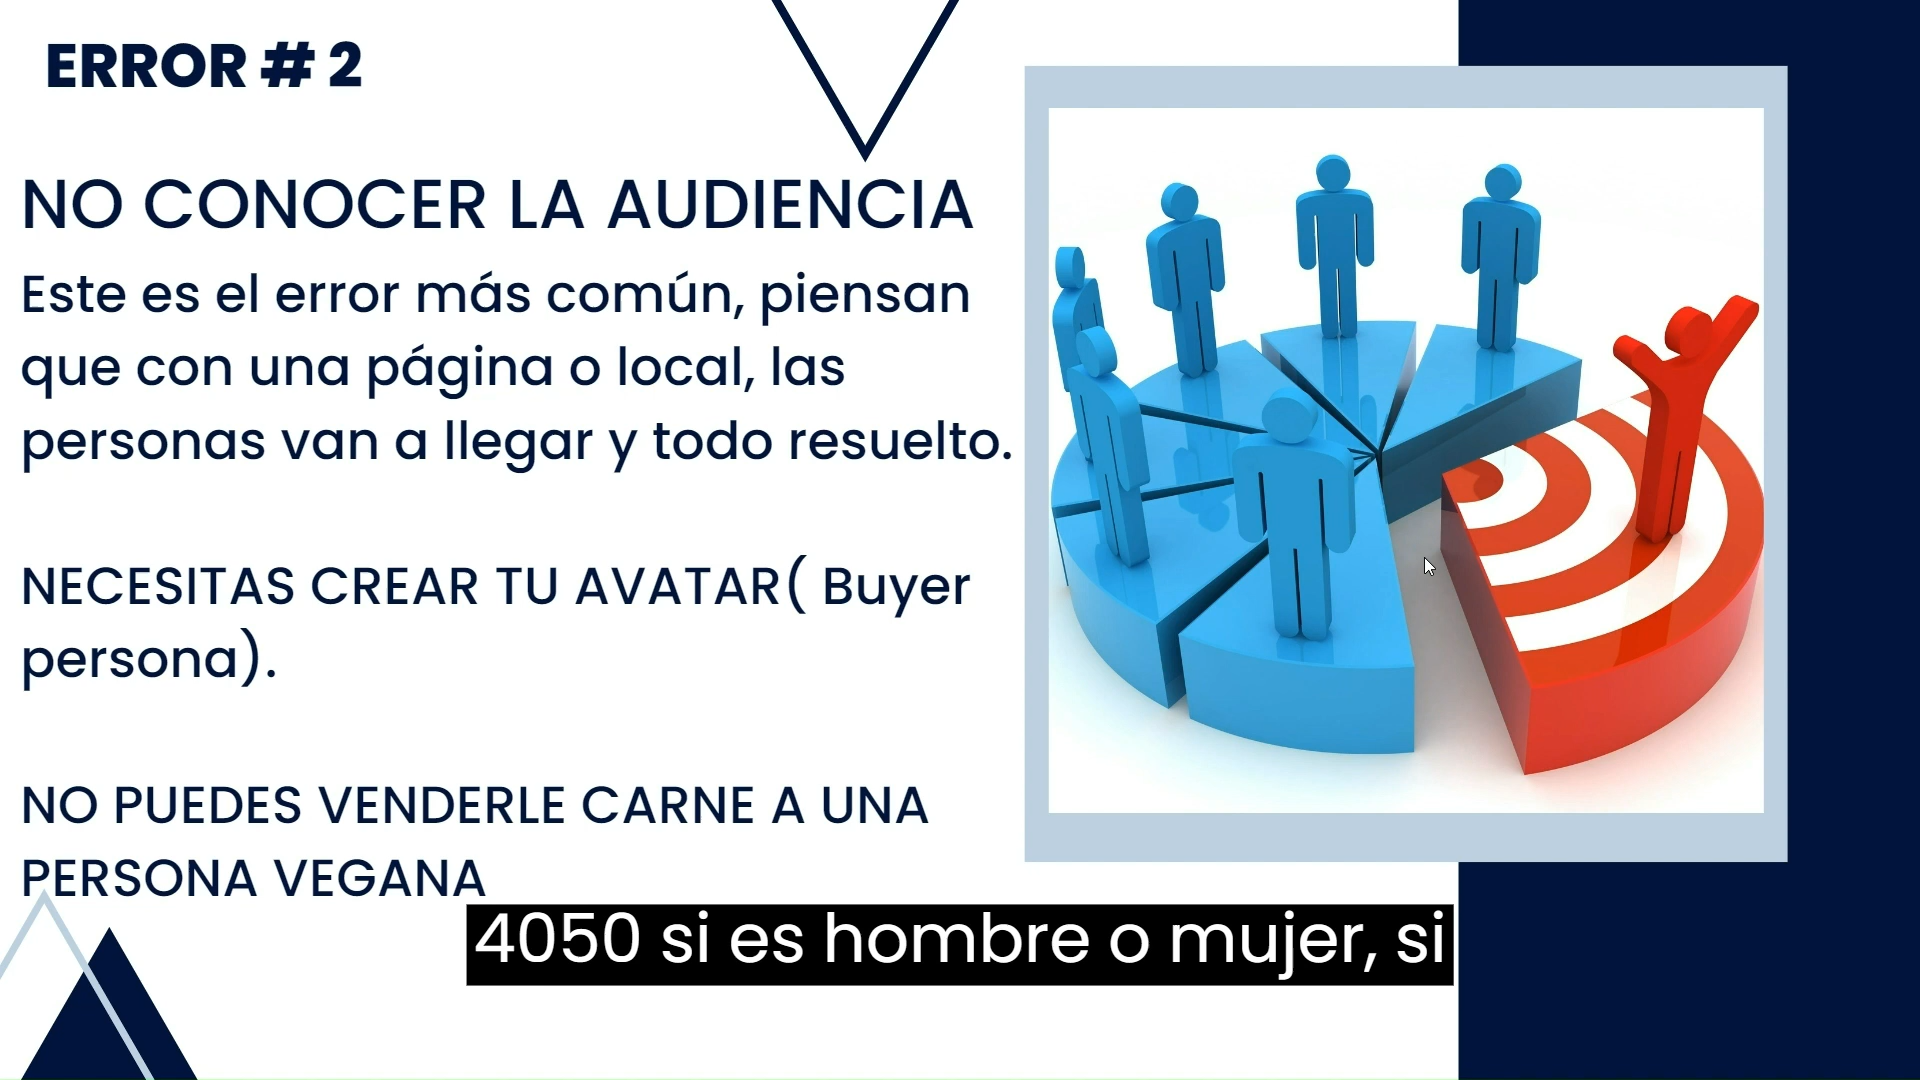 ERROR # 2
NO CONOCER LA AUDIENCIA
Este es el error más común, piensan
que con una página o local, las
personas van a llegar y todo resuelto.
NECESITAS CREAR TU AVATAR( Buyer
persona).
NO PUEDES VENDERLE CARNE A UNA
PERSONA VEGANA
4050 si es hombre o mujer, si